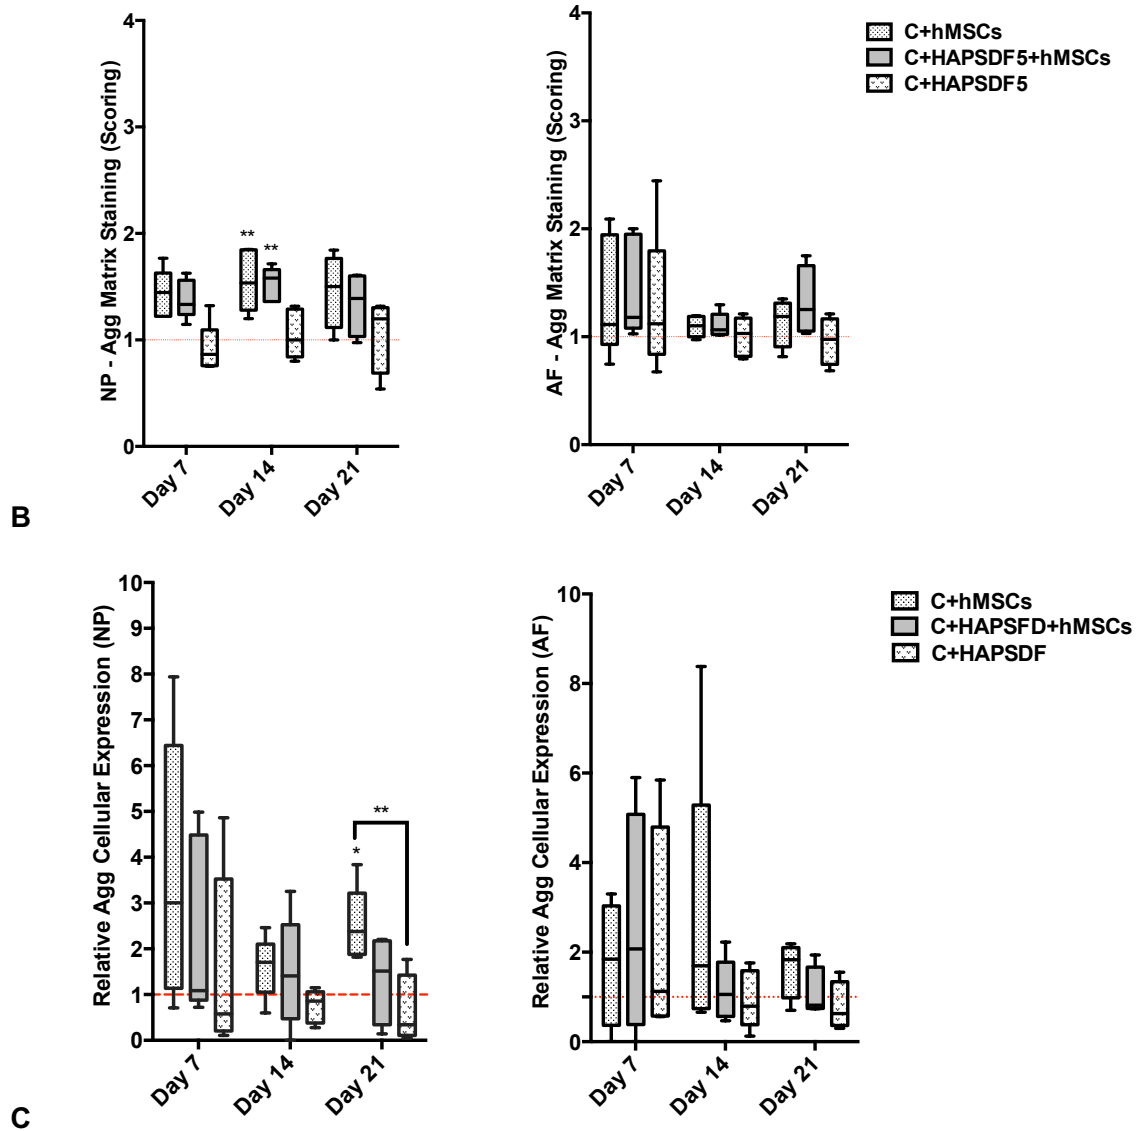 NP - Agg Matrix Staining (Scoring)
4
3
2
1
0
**
**
Day 7
Day 14
Day 21
AF - Agg Matrix Staining (Scoring)
4
3
2
1
0
Day 7
Day 14
Day 21
C+hMSCs
C+HAPSDF5+hMSCs
C+HAPSDF5
B
Relative Agg Cellular Expression (NP)
10
9
8
7
6
5
4
3
2
1
0
**
*
Day 7
Day 14
Day 21
Relative Agg Cellular Expression (AF)
10
8
6
4
2
0
Day 7
Day 14
Day 21
C+hMSCs
C+HAPSFD+hMSCs
C+HAPSDF
C